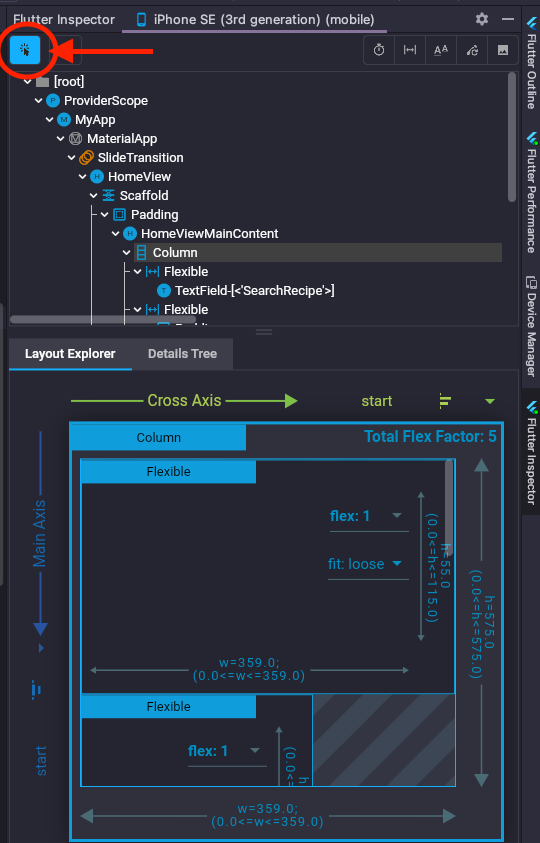 Flutter Inspector
iPhone SE (3rd generation) (mobile)
AA
[root]
P ProviderScope
M MyApp
M MaterialApp
SlideTransition
H HomeView
Scaffold
Padding
H HomeViewMainContent
Column
Flexible
T TextField-[<'SearchRecipe'>]
Flexible
Layout Explorer
Details Tree
Cross Axis
start
Main Axis
start
Column
Total Flex Factor: 5
Flexible
flex: 1
fit: loose
h=55.0
(0.0<=h<=115.0)
w=359.0;
(0.0<=w<=359.0)
h=575.0
(0.0<=h<=575.0)
Flexible
flex: 1
h
(0.0<=
w=359.0;
(0.0<=w<=359.0)
Flutter Outline
Flutter Performance
Device Manager
Flutter Inspector